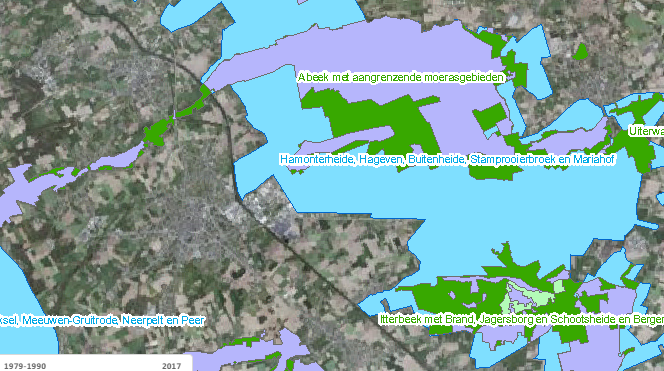 Abeek met aangrenzende moerasgebieden
Uiterwa
Hamonterheide, Hageven, Buitenheide, Stamprooierbroek en Mariahof
ksel, Meeuwen-Gruitrode, Neerpelt en Peer
Itterbeek met Brand, Jagersborg en Schootsheide en Berger
1979-1990 2017